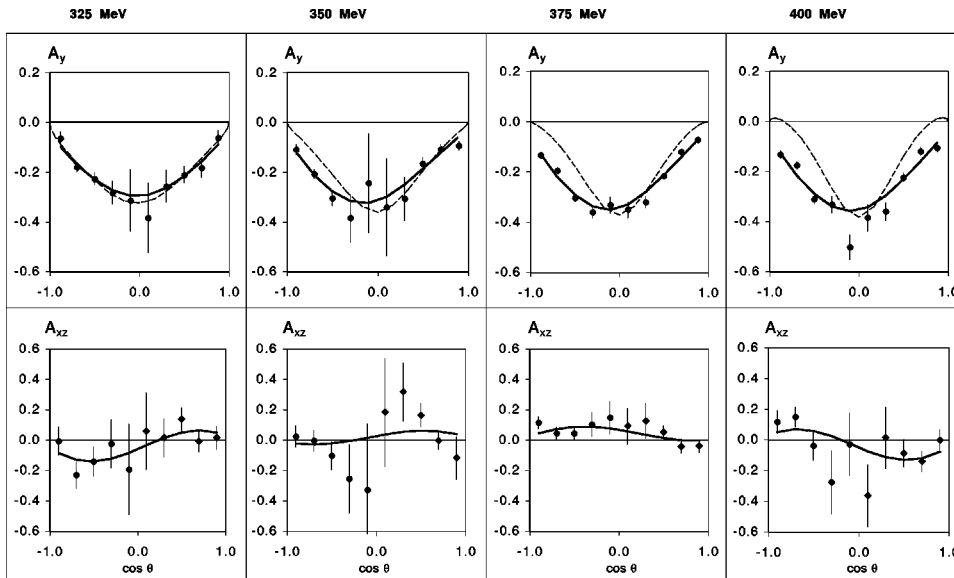 325 MeV 350 MeV 375 MeV 400 MeV
A_y A_y A_y A_y
0.2 0.2 0.2 0.2
0.0 0.0 0.0 0.0
-0.2 -0.2 -0.2 -0.2
-0.4 -0.4 -0.4 -0.4
-0.6 -0.6 -0.6 -0.6
-1.0 0.0 1.0 -1.0 0.0 1.0 -1.0 0.0 1.0 -1.0 0.0 1.0
A_xz A_xz A_xz A_xz
0.6 0.6 0.6 0.6
0.4 0.4 0.4 0.4
0.2 0.2 0.2 0.2
0.0 0.0 0.0 0.0
-0.2 -0.2 -0.2 -0.2
-0.4 -0.4 -0.4 -0.4
-0.6 -0.6 -0.6 -0.6
-1.0 0.0 1.0 -1.0 0.0 1.0 -1.0 0.0 1.0 -1.0 0.0 1.0
cos θ cos θ cos θ cos θ